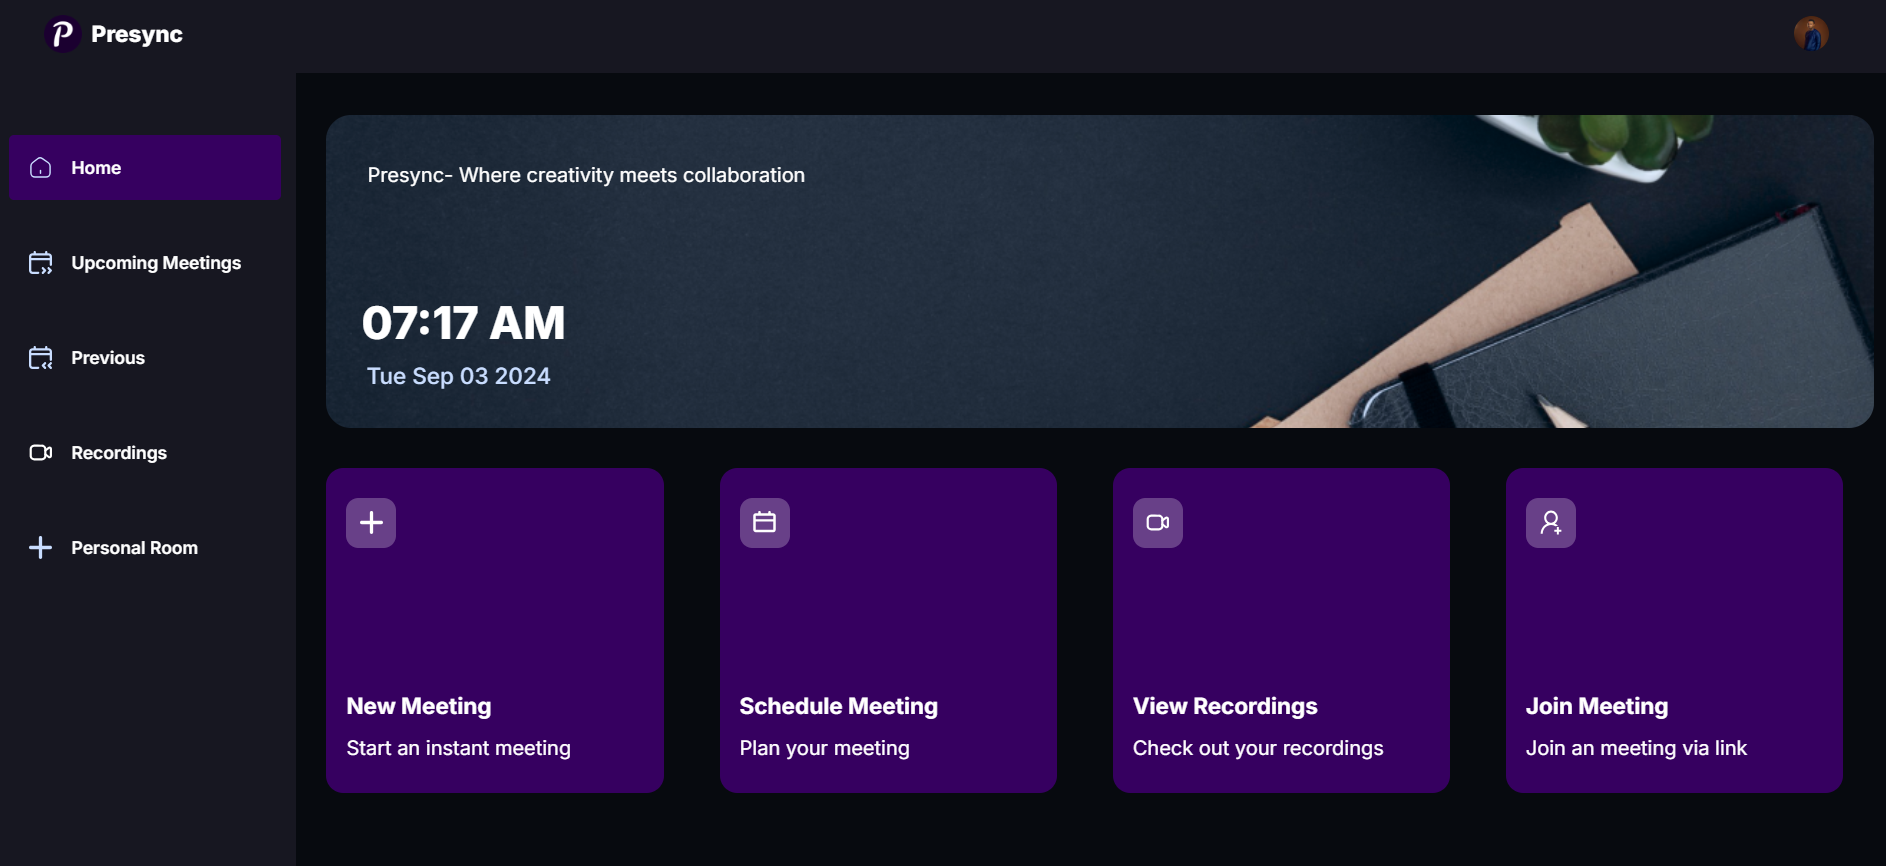 Presync
Home
Upcoming Meetings
Previous
Recordings
Personal Room
Presync- Where creativity meets collaboration
07:17 AM
Tue Sep 03 2024
New Meeting
Start an instant meeting
Schedule Meeting
Plan your meeting
View Recordings
Check out your recordings
Join Meeting
Join an meeting via link